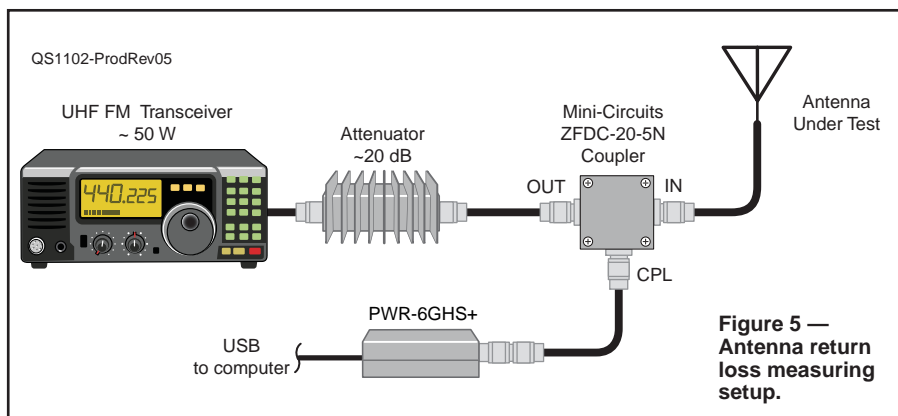 QS1102-ProdRev05
UHF FM Transceiver
~ 50 W
440.225
Attenuator
~20 dB
Mini-Circuits
ZFDC-20-5N
Coupler
OUT
IN
CPL
Antenna
Under Test
PWR-6GHS+
USB
to computer
Figure 5 —
Antenna return
loss measuring
setup.